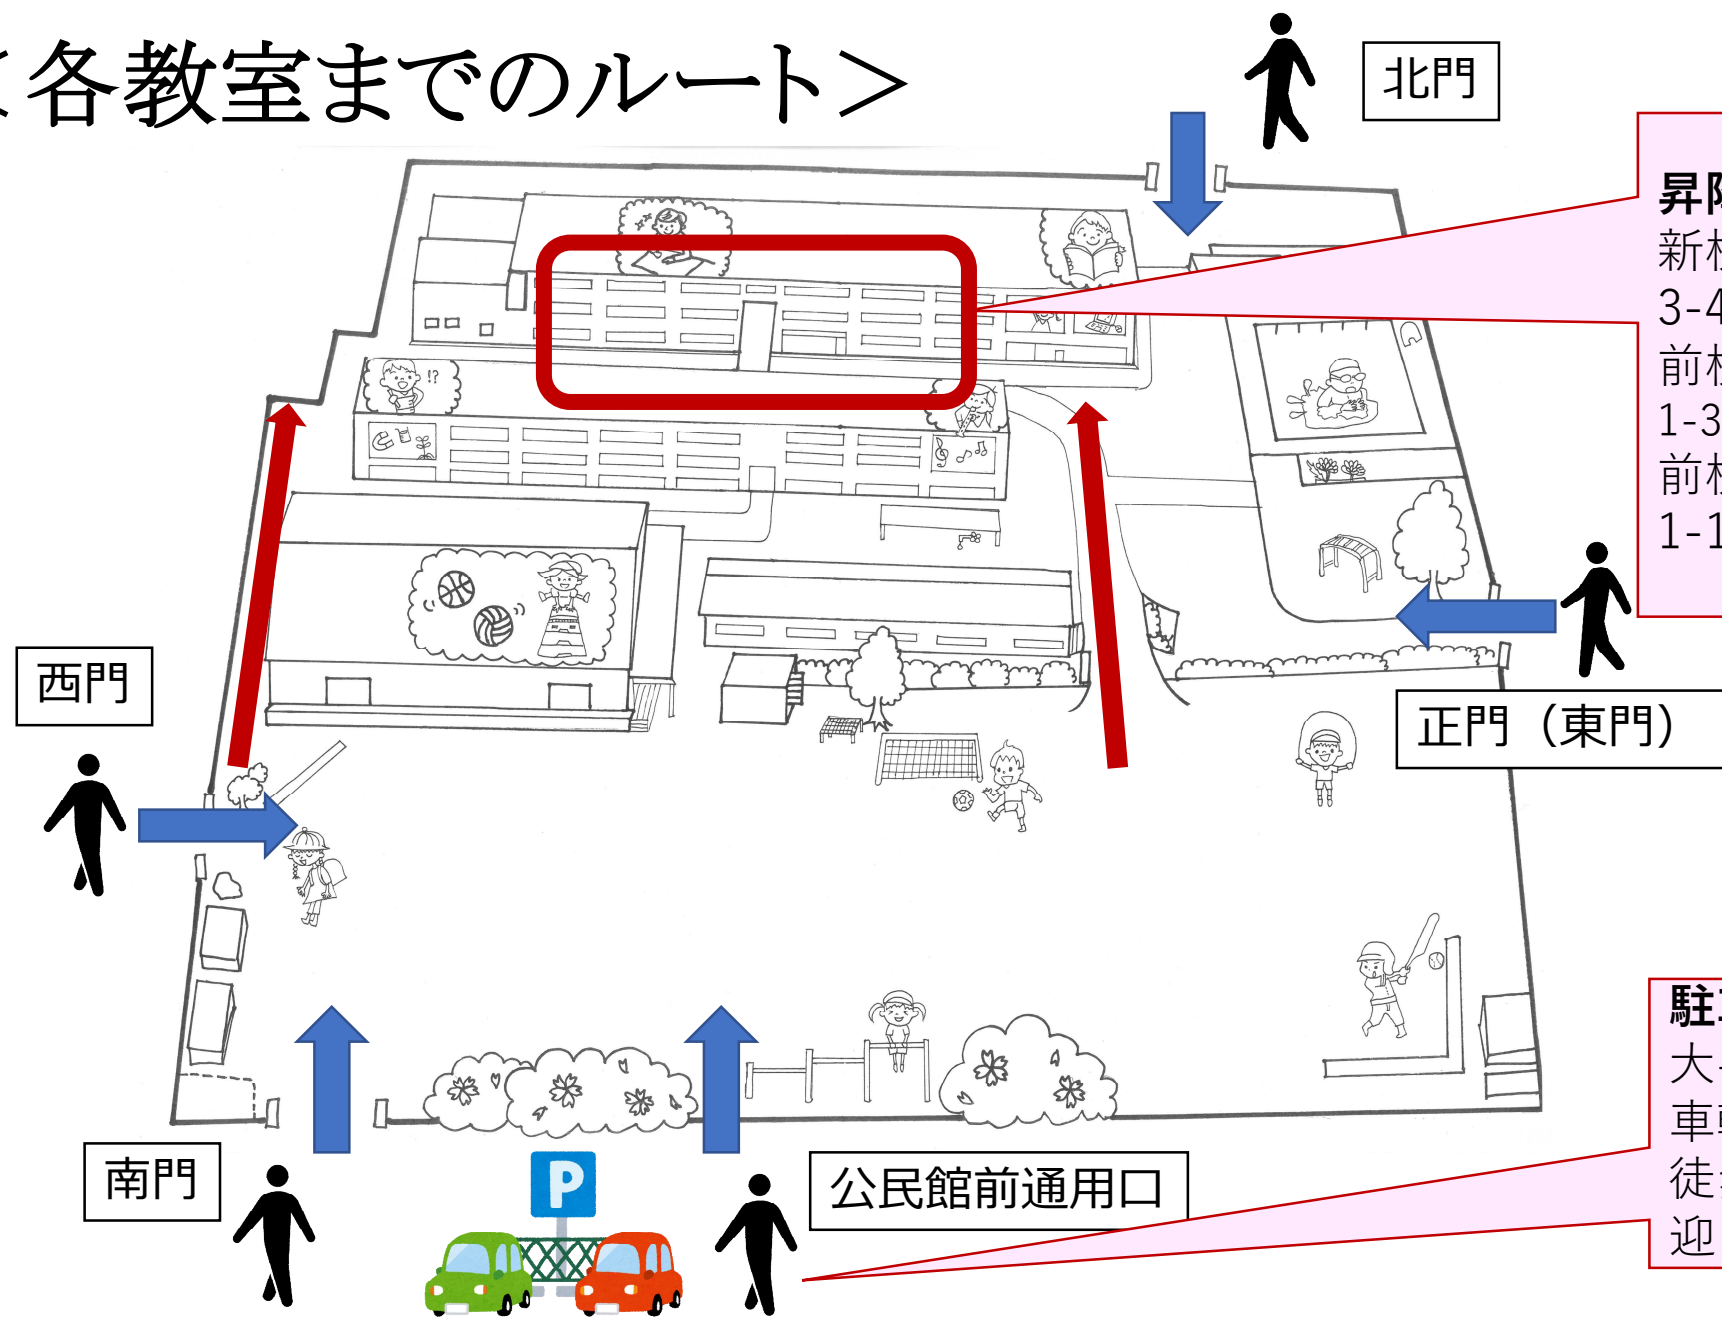 ＜各教室までのルート＞
北門
昇
新
3-4
前
1-3
前
1-1
西門
正門（東門）
南門
P
公民館前通用口
駐
大
車
徒
迎
!?